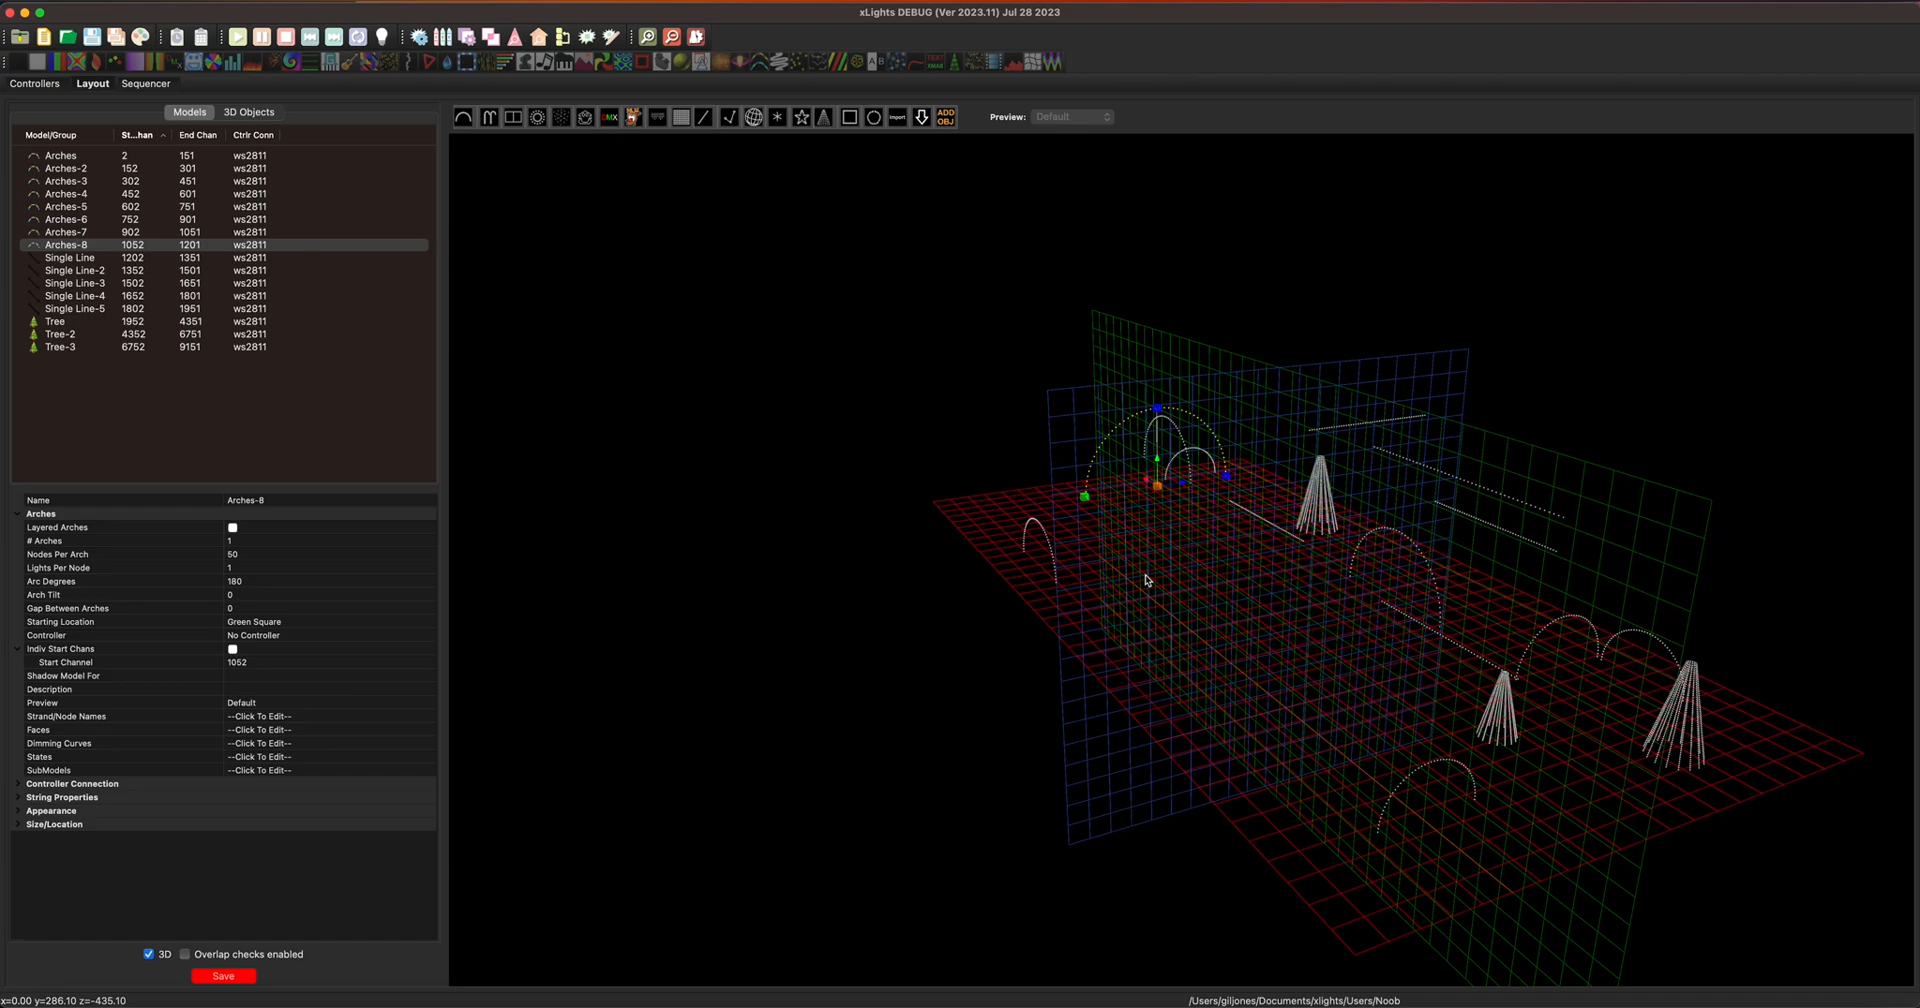 xLights DEBUG (Ver 2023.11) Jul 28 2023
Controllers Layout Sequencer
Models 3D Objects
DMX
import
ADD OBJ
Preview: Default
Model/Group St...han End Chan Ctrlr Conn
Arches 2 151 ws2811
Arches-2 152 301 ws2811
Arches-3 302 451 ws2811
Arches-4 452 601 ws2811
Arches-5 602 751 ws2811
Arches-6 752 901 ws2811
Arches-7 902 1051 ws2811
Arches-8 1052 1201 ws2811
Single Line 1202 1351 ws2811
Single Line-2 1352 1501 ws2811
Single Line-3 1502 1651 ws2811
Single Line-4 1652 1801 ws2811
Single Line-5 1802 1951 ws2811
Tree 1952 4351 ws2811
Tree-2 4352 6751 ws2811
Tree-3 6752 9151 ws2811
Name Arches-8
Arches
Layered Arches
# Arches 1
Nodes Per Arch 50
Lights Per Node 1
Arc Degrees 180
Arch Tilt 0
Gap Between Arches 0
Starting Location Green Square
Controller No Controller
Indiv Start Chans
Start Channel 1052
Shadow Model For
Description
Preview Default
Strand/Node Names --Click To Edit--
Faces --Click To Edit--
Dimming Curves --Click To Edit--
States --Click To Edit--
SubModels --Click To Edit--
Controller Connection
String Properties
Appearance
Size/Location
3D Overlap checks enabled
Save
x=0.00 y=286.10 z=-435.10 /Users/giljones/Documents/xlights/Users/Noob